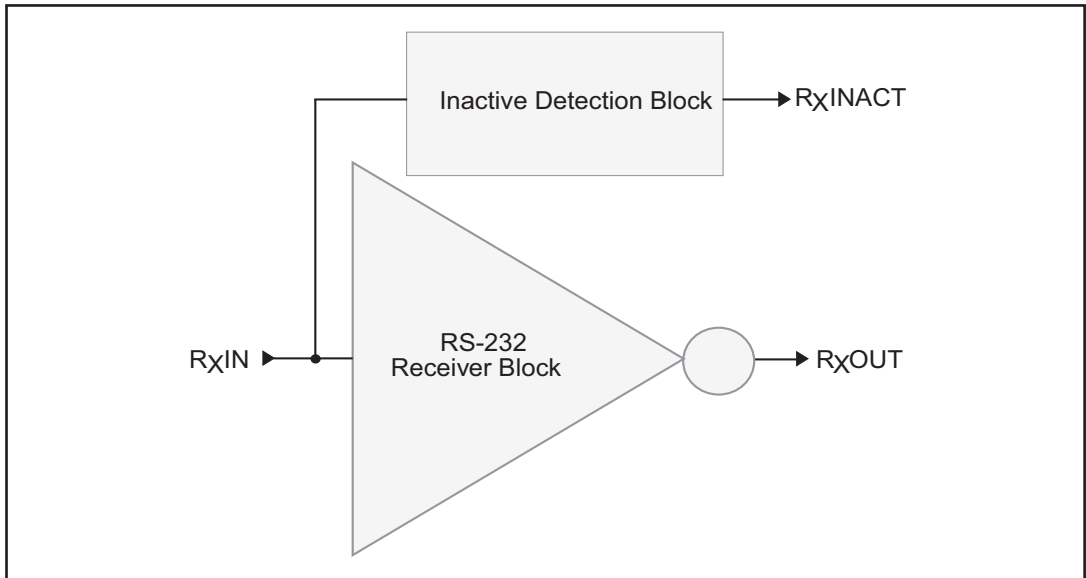 Inactive Detection Block
RXINACT
RS-232
Receiver Block
RXIN
RXOUT